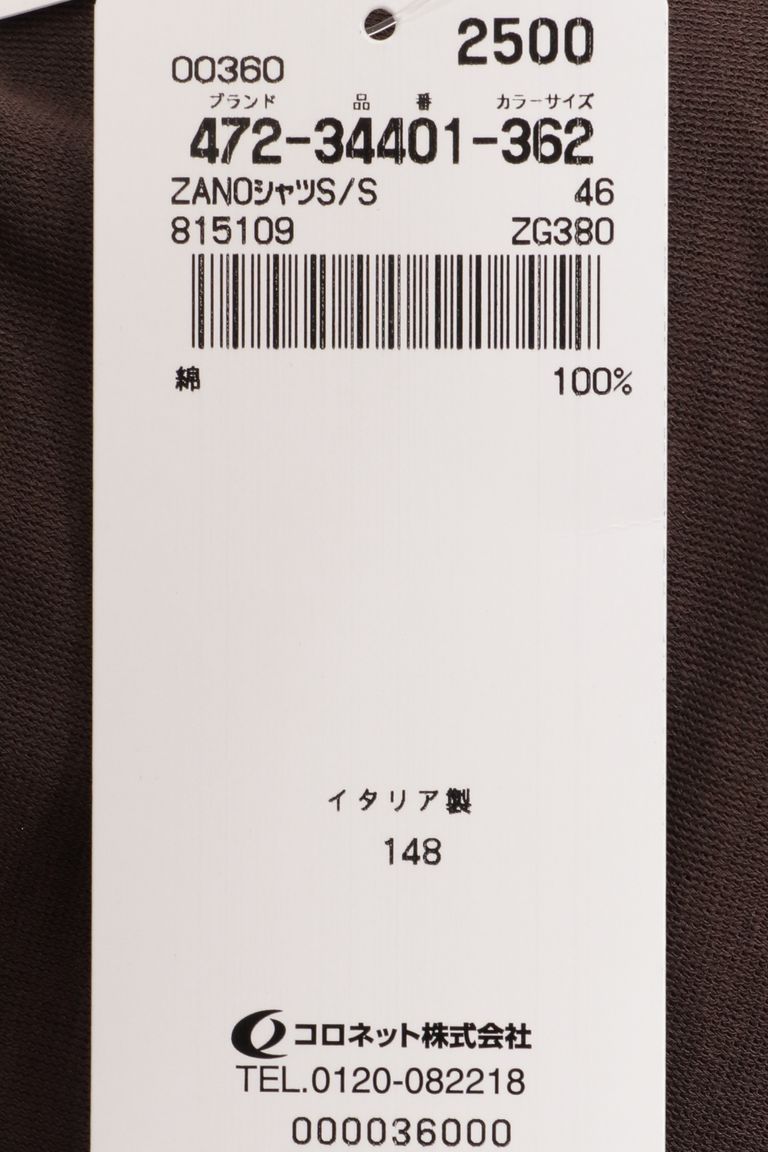 2500
00360
ブランド 品番 カラーサイズ
472-34401-362
ZANOシャツS/S 46
815109 ZG380
綿 100%
イタリア製
148
コロネット株式会社
TEL.0120-082218
000036000